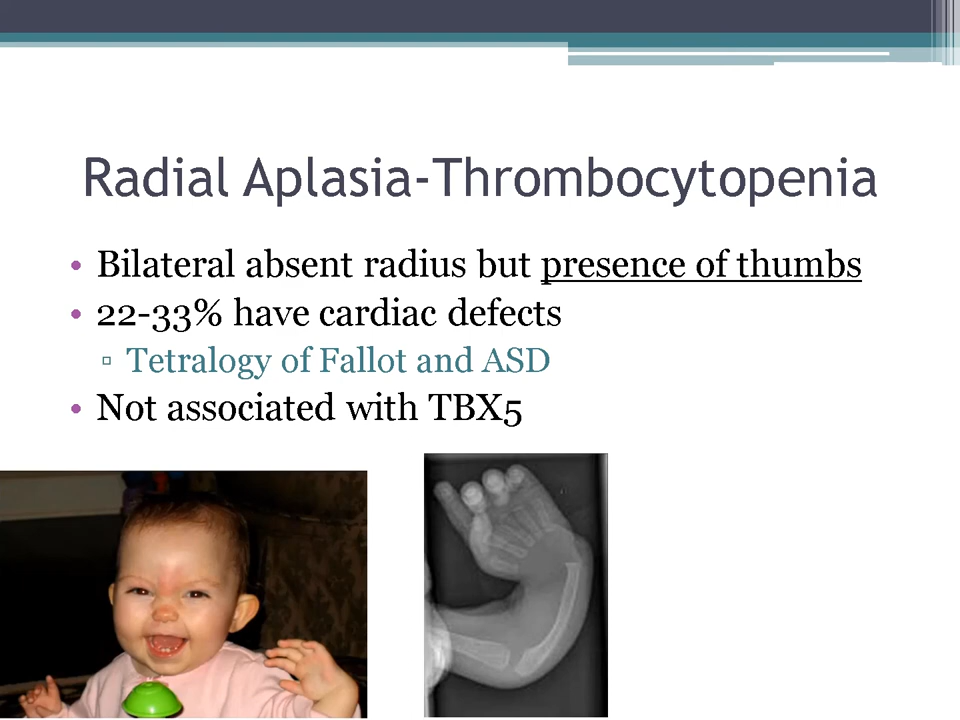 Radial Aplasia-Thrombocytopenia
• Bilateral absent radius but presence of thumbs
• 22-33% have cardiac defects
▫ Tetralogy of Fallot and ASD
• Not associated with TBX5